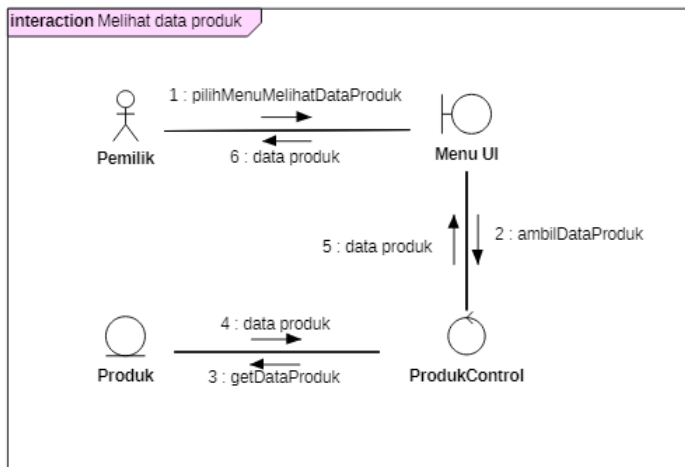 interaction Melihat data produk
1 : pilihMenuMelihatDataProduk
6 : data produk
Pemilik
Menu UI
5 : data produk
2 : ambilDataProduk
4 : data produk
3 : getDataProduk
Produk
ProdukControl